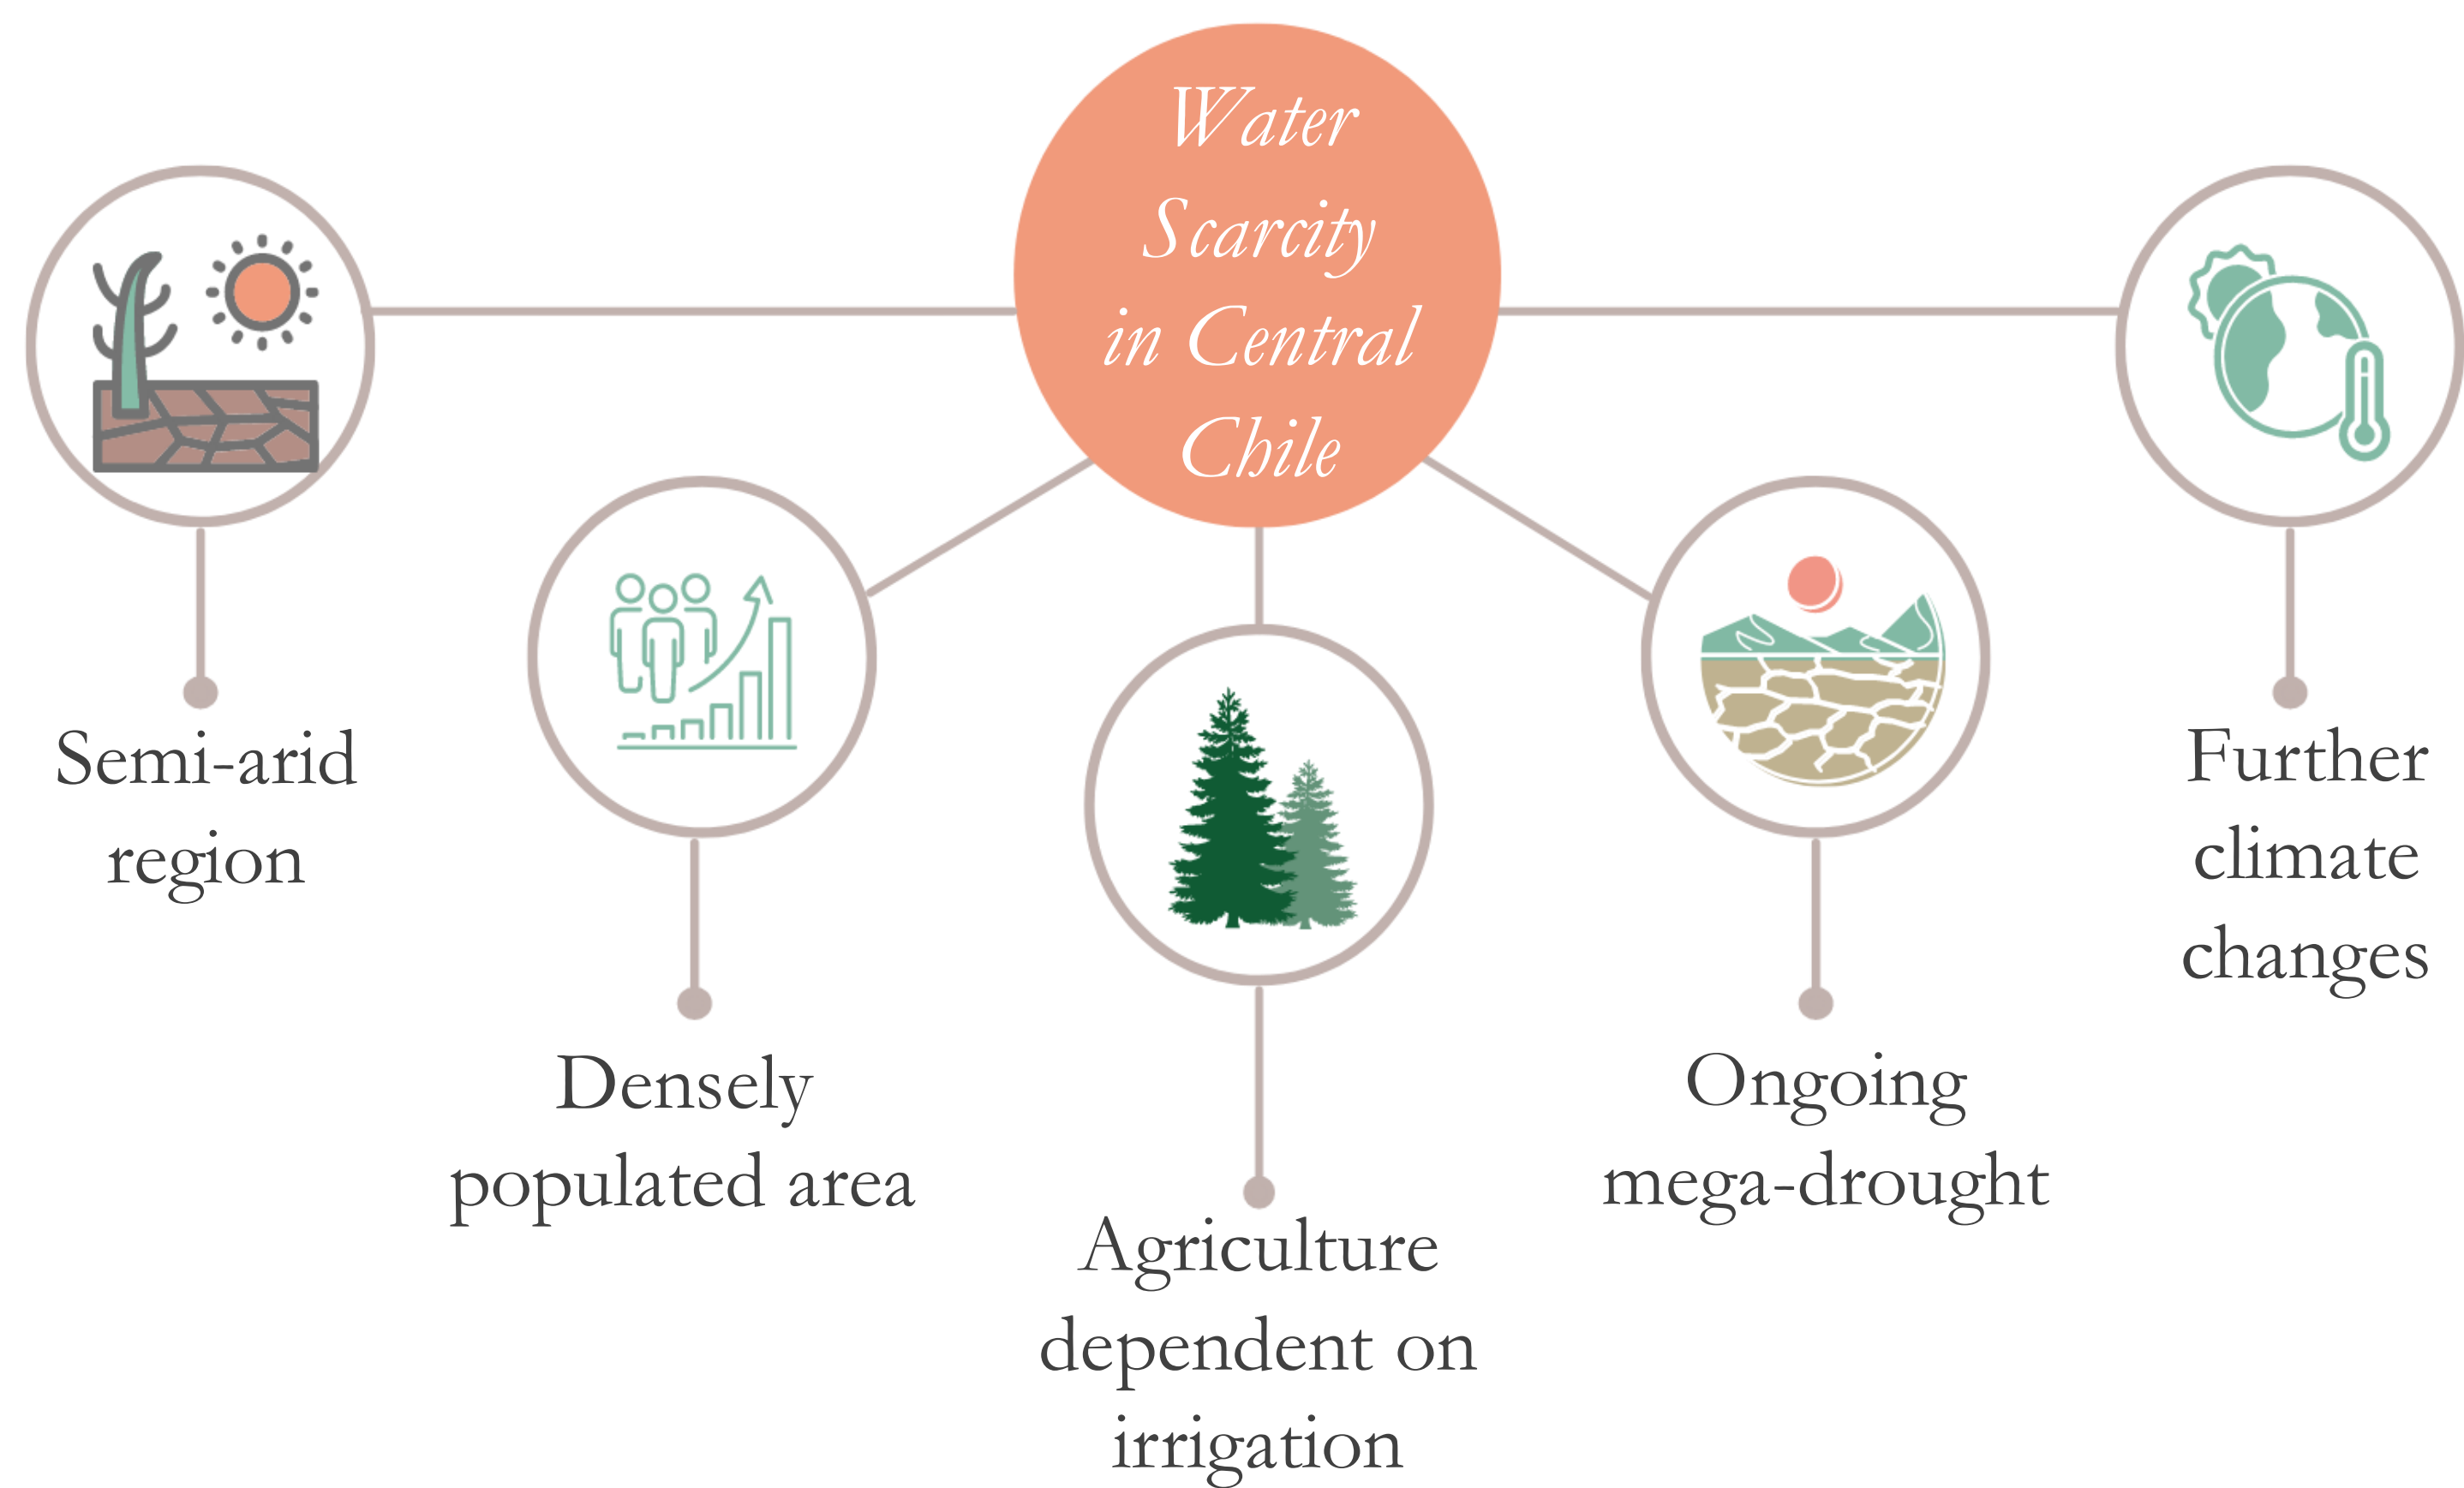 Water
Scarcity
in Central
Chile
Semi-arid
region
Densely
populated area
Agriculture
dependent on
irrigation
Ongoing
mega-drought
Further
climate
changes